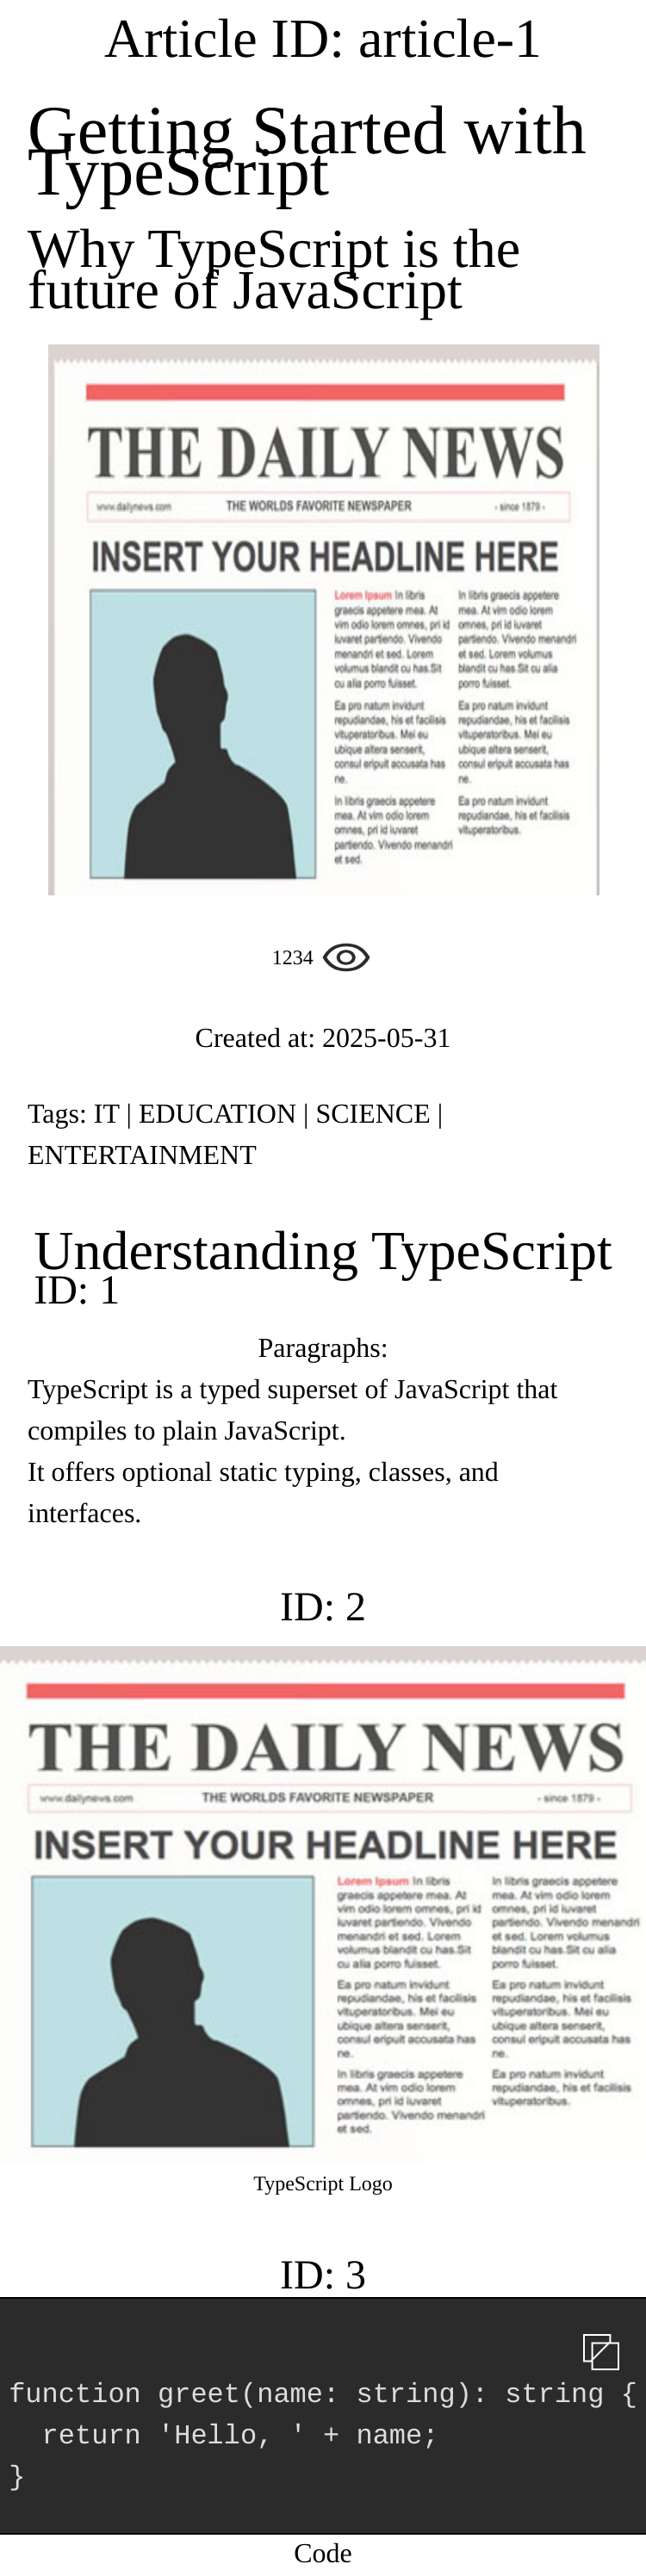 Article ID: article-1
Getting Started with
TypeScript
Why TypeScript is the
future of JavaScript
THE DAILY NEWS
www.dailynews.com THE WORLDS FAVORITE NEWSPAPER - since 1879 -
INSERT YOUR HEADLINE HERE
Lorem Ipsum In libris
graecis appetere mea. At
vim odio lorem omnes, pri id
iuvaret partiendo. Vivendo
menandri et sed. Lorem
volumus blandit cu has.Sit
cu alia porro fuisset.
Ea pro natum invidunt
repudiandae, his et facilisis
vituperatoribus. Mei eu
ubique altera senserit,
consul eripuit accusata has
ne.
In libris graecis appetere
mea. At vim odio lorem
omnes, pri id iuvaret
partiendo. Vivendo menandri
et sed.
In libris graecis appetere
mea. At vim odio lorem
omnes, pri id iuvaret
partiendo. Vivendo menandri
et sed. Lorem volumus
blandit cu has.Sit cu alia
porro fuisset.
Ea pro natum invidunt
repudiandae, his et facilisis
vituperatoribus. Mei eu
ubique altera senserit,
consul eripuit accusata has
ne.
Ea pro natum invidunt
repudiandae, his et facilisis
vituperatoribus.
1234
Created at: 2025-05-31
Tags: IT | EDUCATION | SCIENCE |
ENTERTAINMENT
Understanding TypeScript
ID: 1
Paragraphs:
TypeScript is a typed superset of JavaScript that
compiles to plain JavaScript.
It offers optional static typing, classes, and
interfaces.
ID: 2
THE DAILY NEWS
www.dailynews.com THE WORLDS FAVORITE NEWSPAPER - since 1879 -
INSERT YOUR HEADLINE HERE
Lorem Ipsum In libris
graecis appetere mea. At
vim odio lorem omnes, pri id
iuvaret partiendo. Vivendo
menandri et sed. Lorem
volumus blandit cu has.Sit
cu alia porro fuisset.
Ea pro natum invidunt
repudiandae, his et facilisis
vituperatoribus. Mei eu
ubique altera senserit,
consul eripuit accusata has
ne.
In libris graecis appetere
mea. At vim odio lorem
omnes, pri id iuvaret
partiendo. Vivendo menandri
et sed.
In libris graecis appetere
mea. At vim odio lorem
omnes, pri id iuvaret
partiendo. Vivendo menandri
et sed. Lorem volumus
blandit cu has.Sit cu alia
porro fuisset.
Ea pro natum invidunt
repudiandae, his et facilisis
vituperatoribus. Mei eu
ubique altera senserit,
consul eripuit accusata has
ne.
Ea pro natum invidunt
repudiandae, his et facilisis
vituperatoribus.
TypeScript Logo
ID: 3
function greet(name: string): string {
  return 'Hello, ' + name;
}
Code